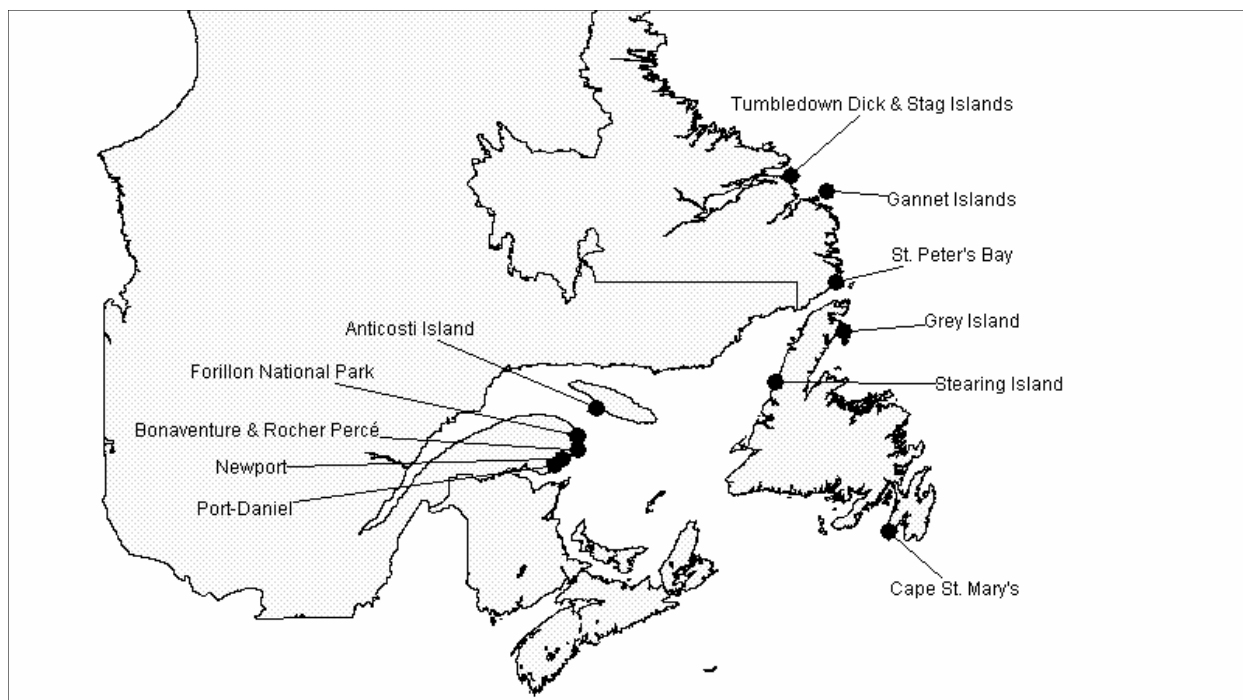 Tumbledown Dick & Stag Islands
Gannet Islands
St. Peter's Bay
Grey Island
Anticosti Island
Forillon National Park
Stearing Island
Bonaventure & Rocher Percé
Newport
Port-Daniel
Cape St. Mary's